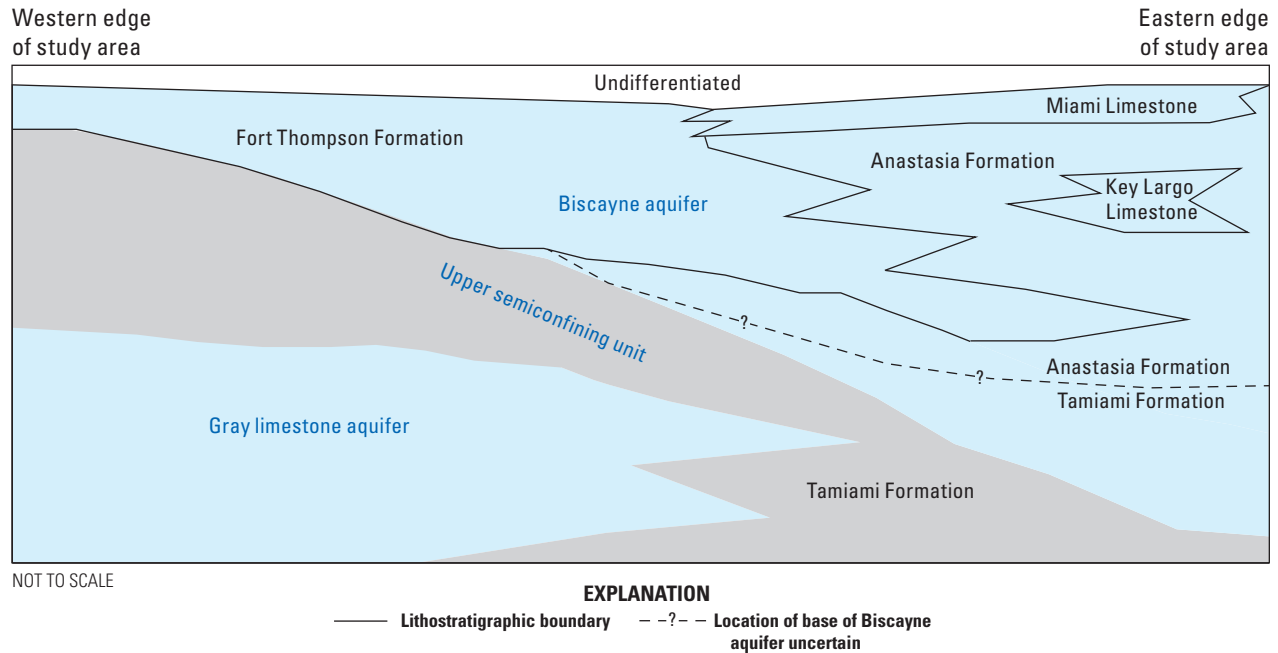 Western edge
of study area
Eastern edge
of study area
Undifferentiated
Miami Limestone
Fort Thompson Formation
Anastasia Formation
Key Largo
Limestone
Biscayne aquifer
Upper semiconfining unit
?
?
Anastasia Formation
Tamiami Formation
Gray limestone aquifer
Tamiami Formation
NOT TO SCALE
EXPLANATION
Lithostratigraphic boundary
?
Location of base of Biscayne
aquifer uncertain